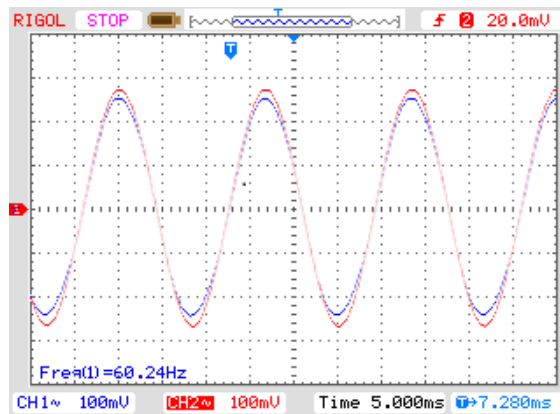 RIGOL STOP T f 2 20.0mV
T
Freq(1)=60.24Hz
CH1~ 100mV CH2~ 100mV Time 5.000ms T→7.280ms